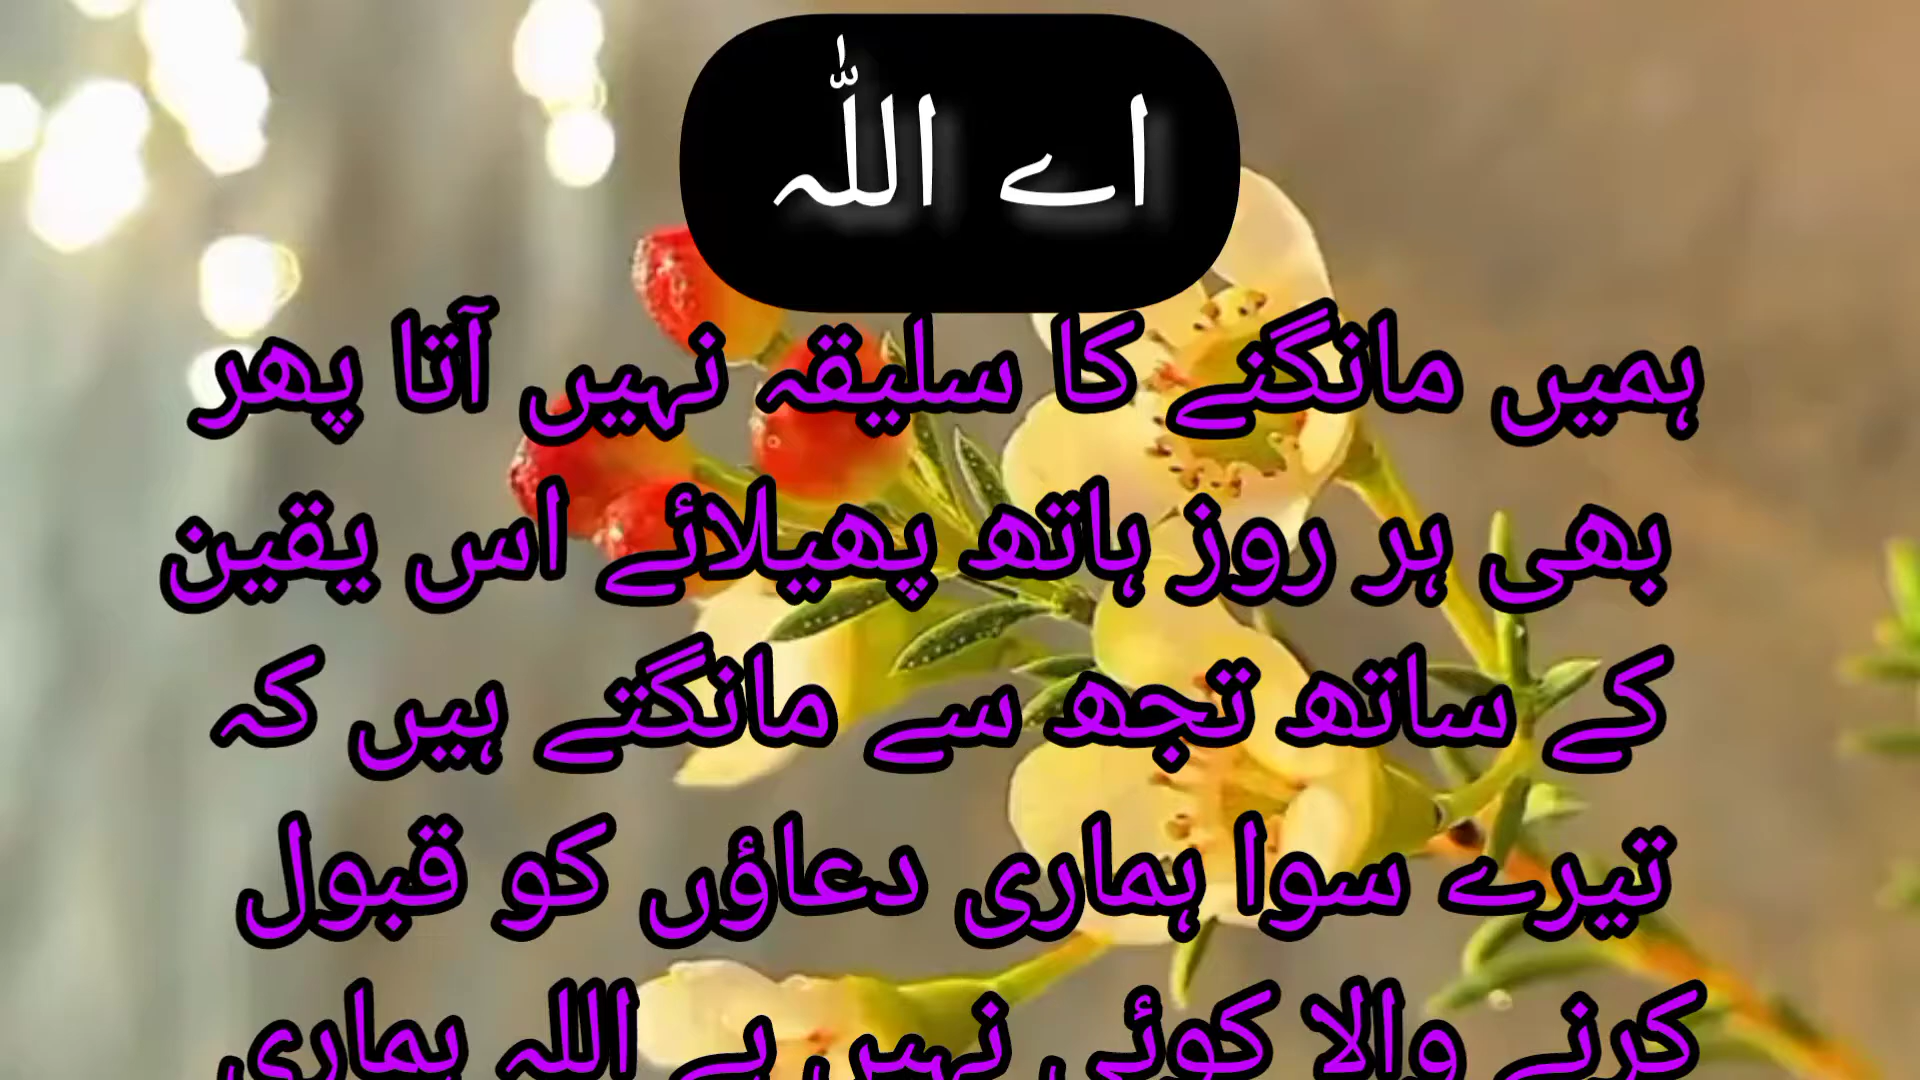 اے اللّٰہ
ہمیں مانگنے کا سلیقہ نہیں آتا پھر
بھی ہر روز ہاتھ پھیلائے اس یقین
کے ساتھ تجھ سے مانگتے ہیں کہ
تیرے سوا ہماری دعاؤں کو قبول
کرنے والا کوئی نہیں ہے اللہ ہماری